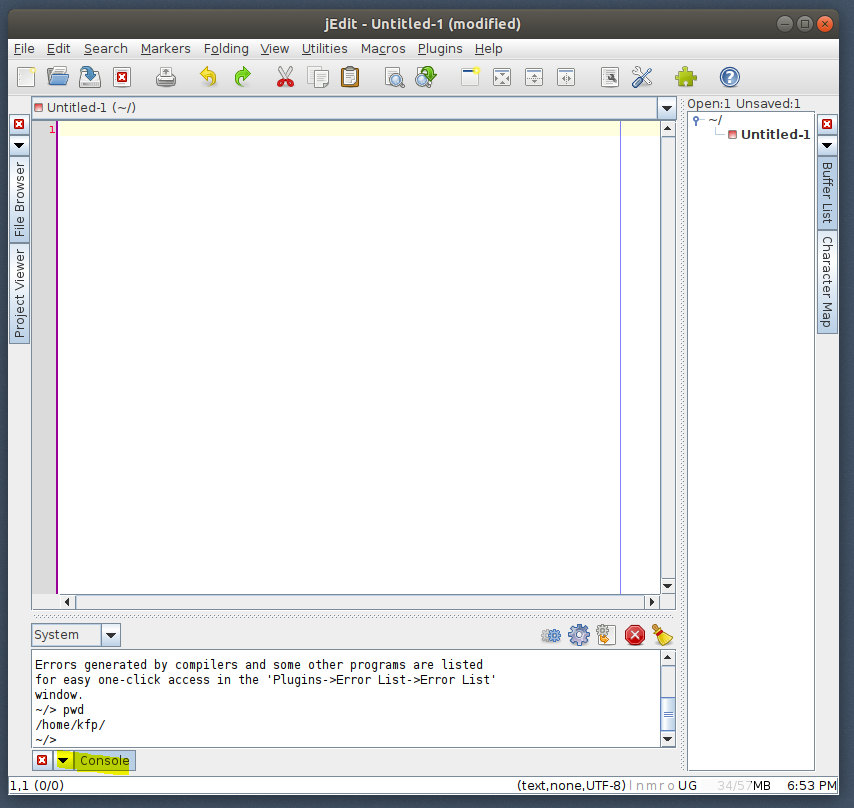 jEdit - Untitled-1 (modified)
File Edit Search Markers Folding View Utilities Macros Plugins Help
Untitled-1 (~/)
Open:1 Unsaved:1
1
~/
Untitled-1
File Browser
Project Viewer
Buffer List
Character Map
System
Errors generated by compilers and some other programs are listed
for easy one-click access in the 'Plugins->Error List->Error List'
window.
~/> pwd
/home/kfp/
~/>
Console
1,1 (0/0) (text,none,UTF-8) l n m r o UG 34/57MB 6:53 PM